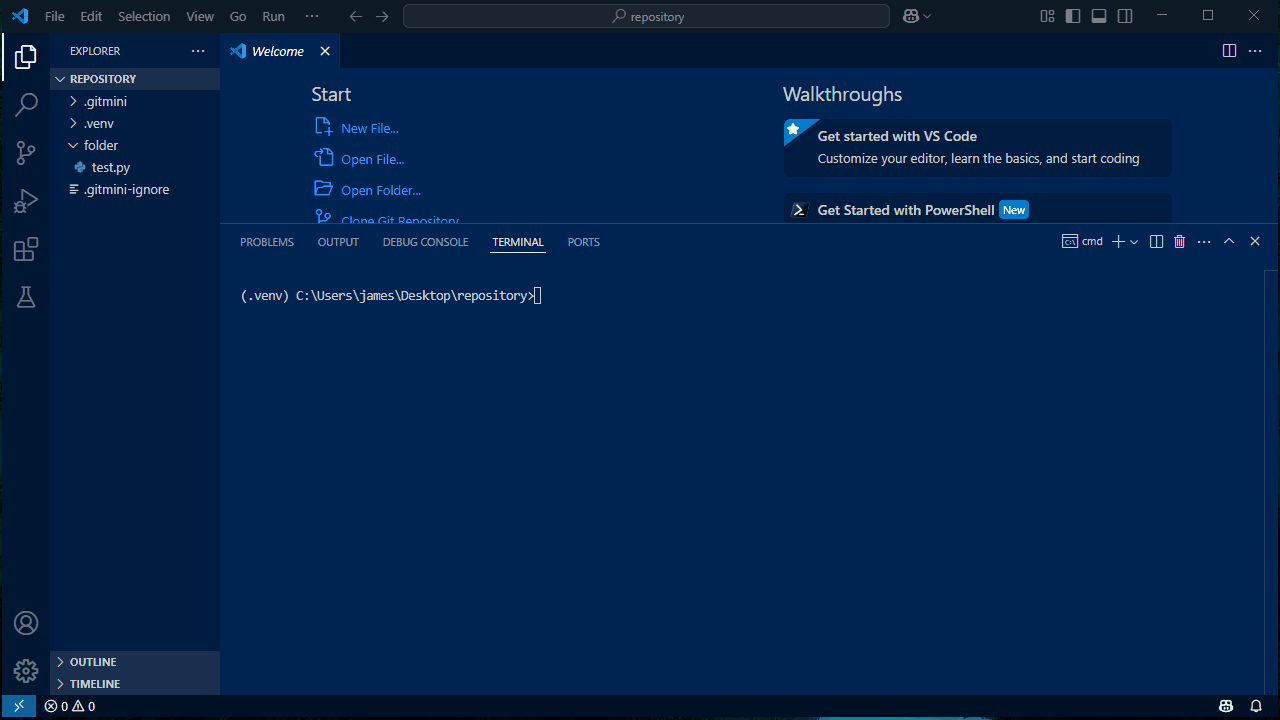 File Edit Selection View Go Run ··· repository
EXPLORER ···
REPOSITORY
.gitmini
.venv
folder
test.py
.gitmini-ignore
OUTLINE
TIMELINE
Welcome
Start
New File...
Open File...
Open Folder...
Clone Git Repository
Walkthroughs
Get started with VS Code
Customize your editor, learn the basics, and start coding
Get Started with PowerShell New
PROBLEMS OUTPUT DEBUG CONSOLE TERMINAL PORTS cmd
(.venv) C:\Users\james\Desktop\repository>
0 0